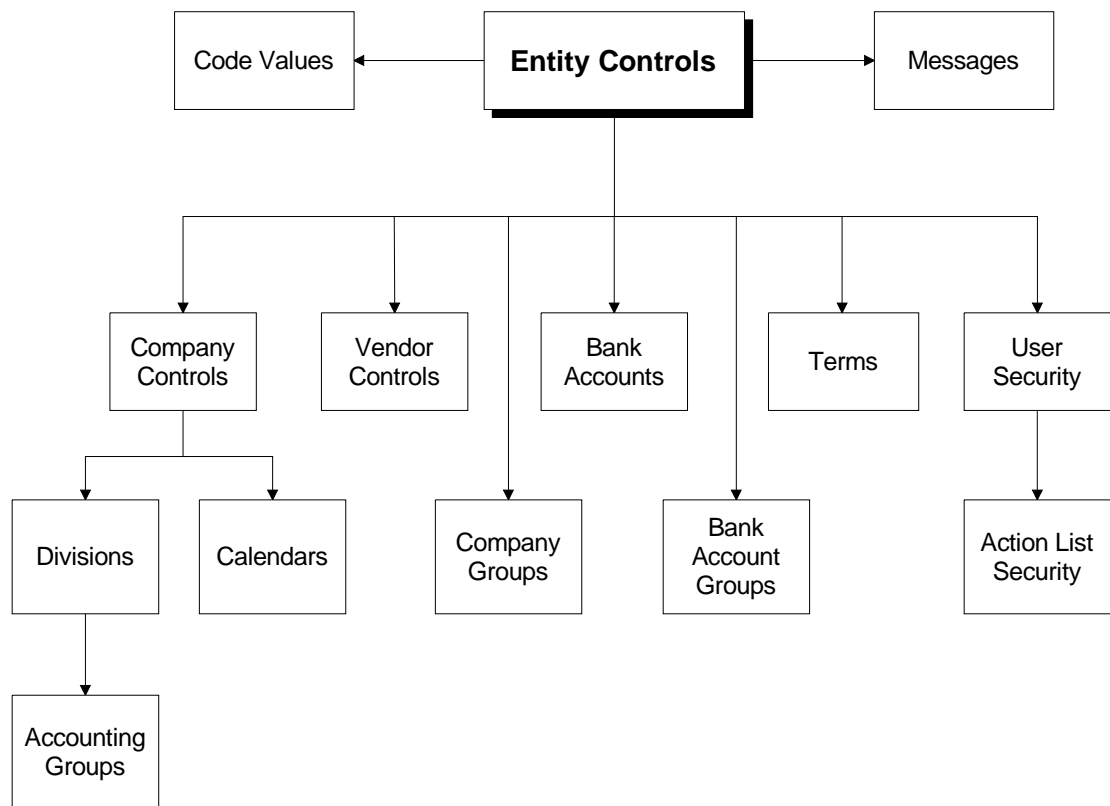 Code Values
Entity Controls
Messages
Company
Controls
Vendor
Controls
Bank
Accounts
Terms
User
Security
Divisions
Calendars
Company
Groups
Bank
Account
Groups
Action List
Security
Accounting
Groups